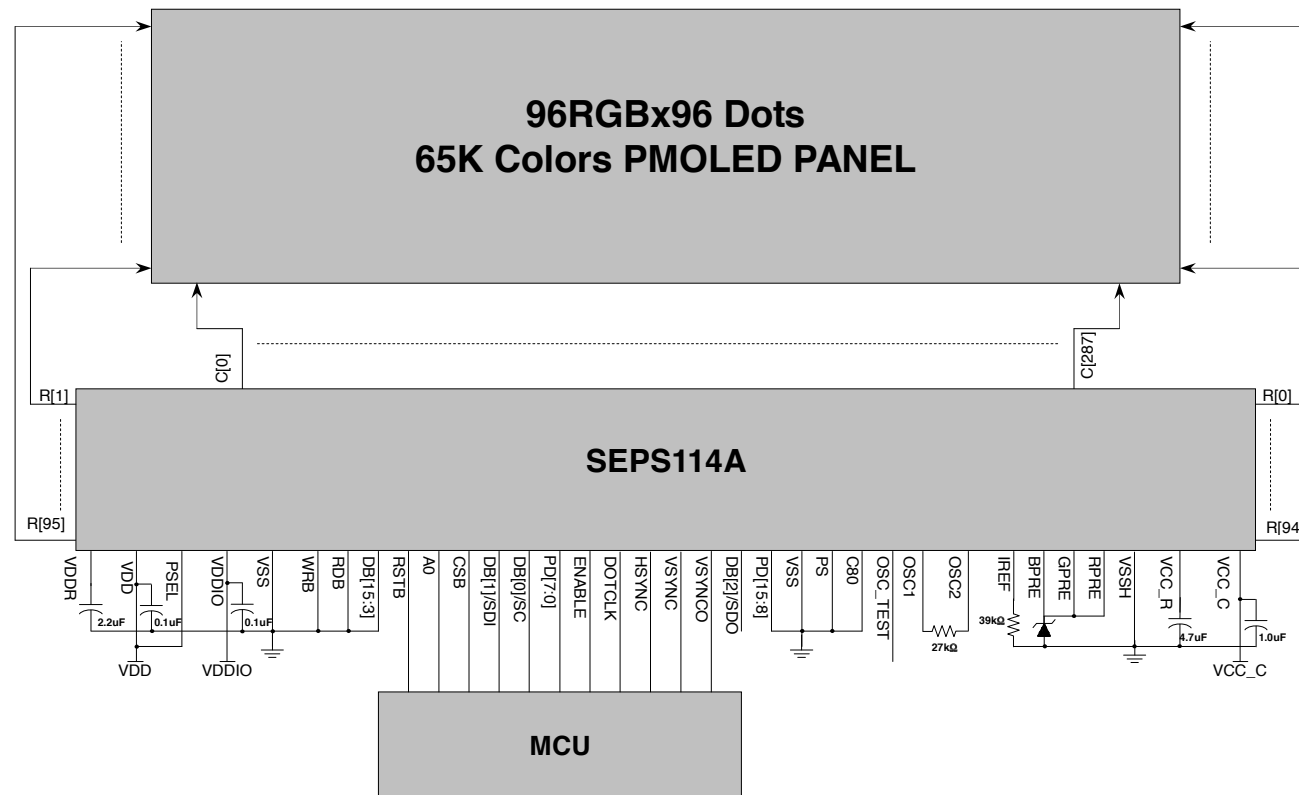 96RGBx96 Dots
65K Colors PMOLED PANEL
C[0]
C[287]
R[1]
R[0]
SEPS114A
R[95]
R[94
VDDR
VDD
PSEL
VDDIO
VSS
WRB
RDB
DB[15:3]
RSTB
A0
CSB
DB[1]/SDI
DB[0]/SC
PD[7:0]
ENABLE
DOTCLK
HSYNC
VSYNC
VSYNCO
DB[2]/SDO
PD[15:8]
VSS
PS
C80
OSC_TEST
OSC1
OSC2
IREF
BPRE
GPRE
RPRE
VSSH
VCC_R
VCC_C
2.2uF
0.1uF
0.1uF
27kΩ
39kΩ
4.7uF
1.0uF
VDD
VDDIO
VCC_C
MCU